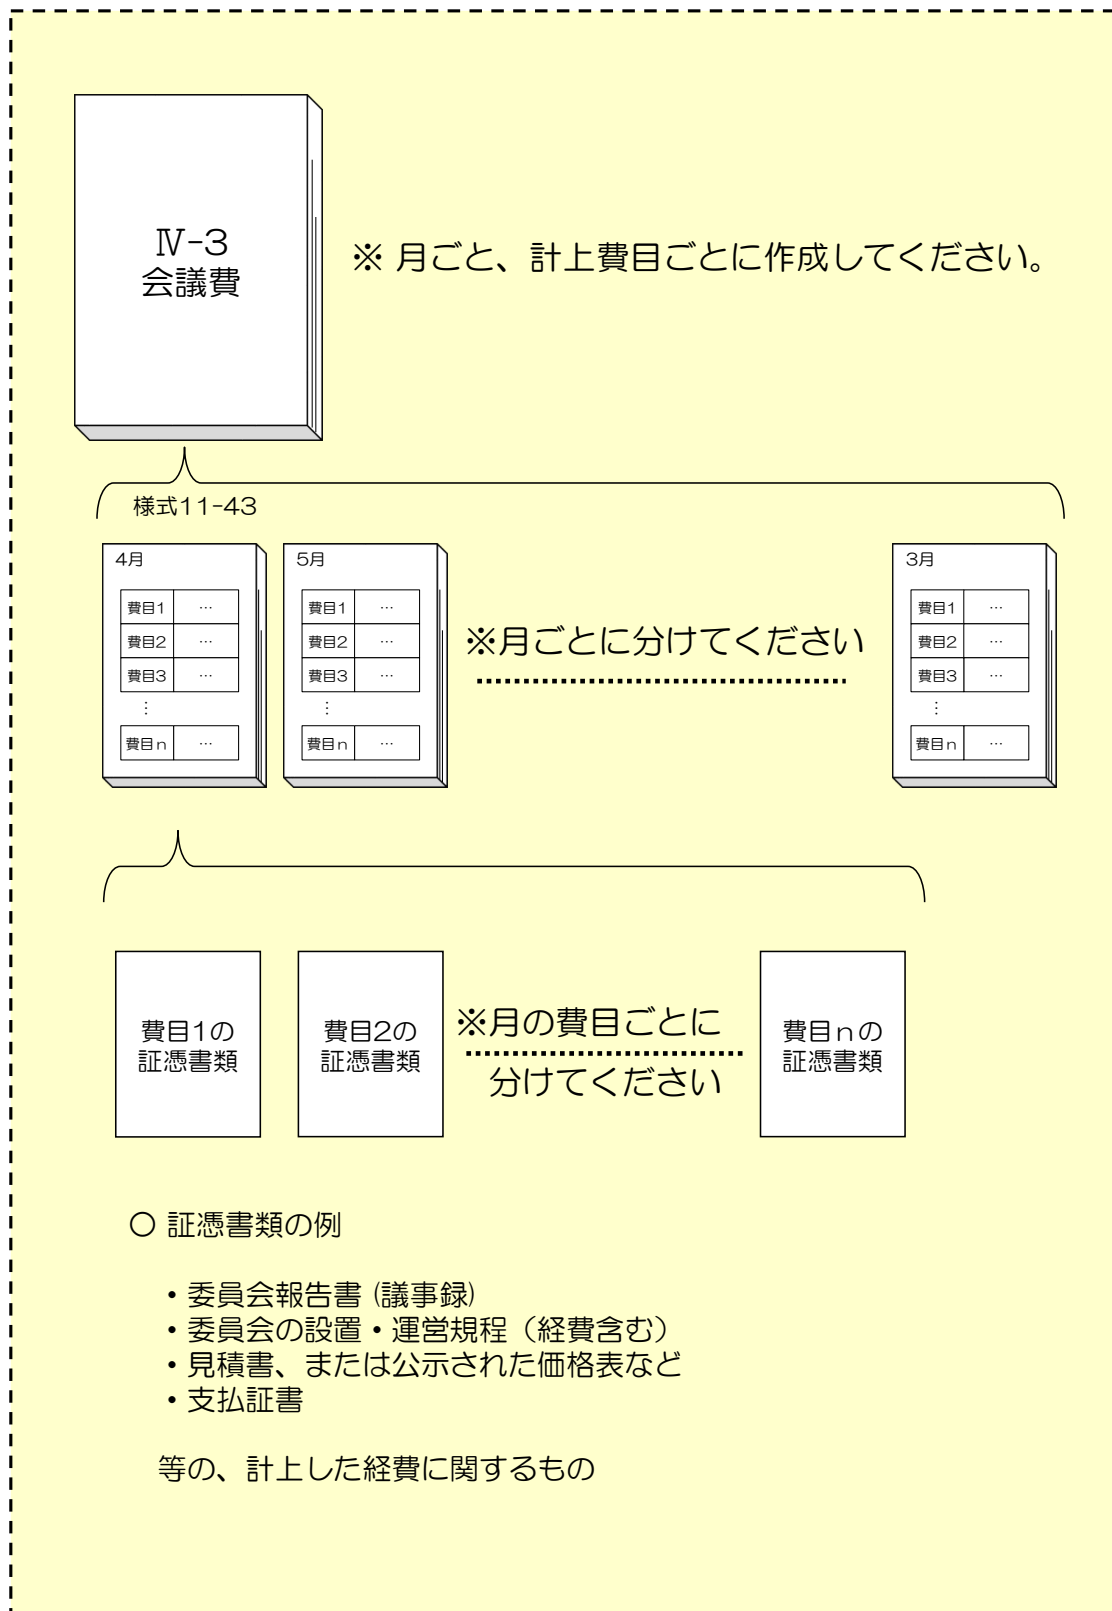 Ⅳ-3
会議費
※ 月ごと、計上費目ごとに作成してください。
様式11-43
4月
費目1 …
費目2 …
費目3 …
⋮
費目n …
5月
費目1 …
費目2 …
費目3 …
⋮
費目n …
※月ごとに分けてください
3月
費目1 …
費目2 …
費目3 …
⋮
費目n …
費目1の
証憑書類
費目2の
証憑書類
※月の費目ごとに
分けてください
費目nの
証憑書類
○ 証憑書類の例
・委員会報告書 (議事録)
・委員会の設置・運営規程（経費含む）
・見積書、または公示された価格表など
・支払証書
等の、計上した経費に関するもの